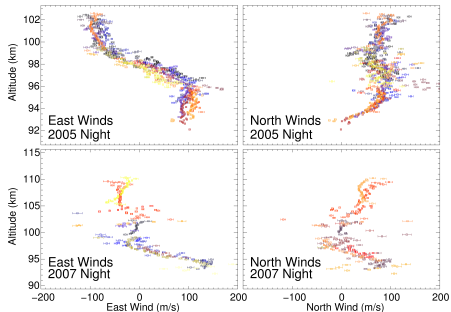 102
100
98
96
94
92
Altitude (km)
East Winds
2005 Night
North Winds
2005 Night
115
110
105
100
95
90
Altitude (km)
East Winds
2007 Night
North Winds
2007 Night
−200 −100 0 100 200
−100 0 100 200
East Wind (m/s)
North Wind (m/s)